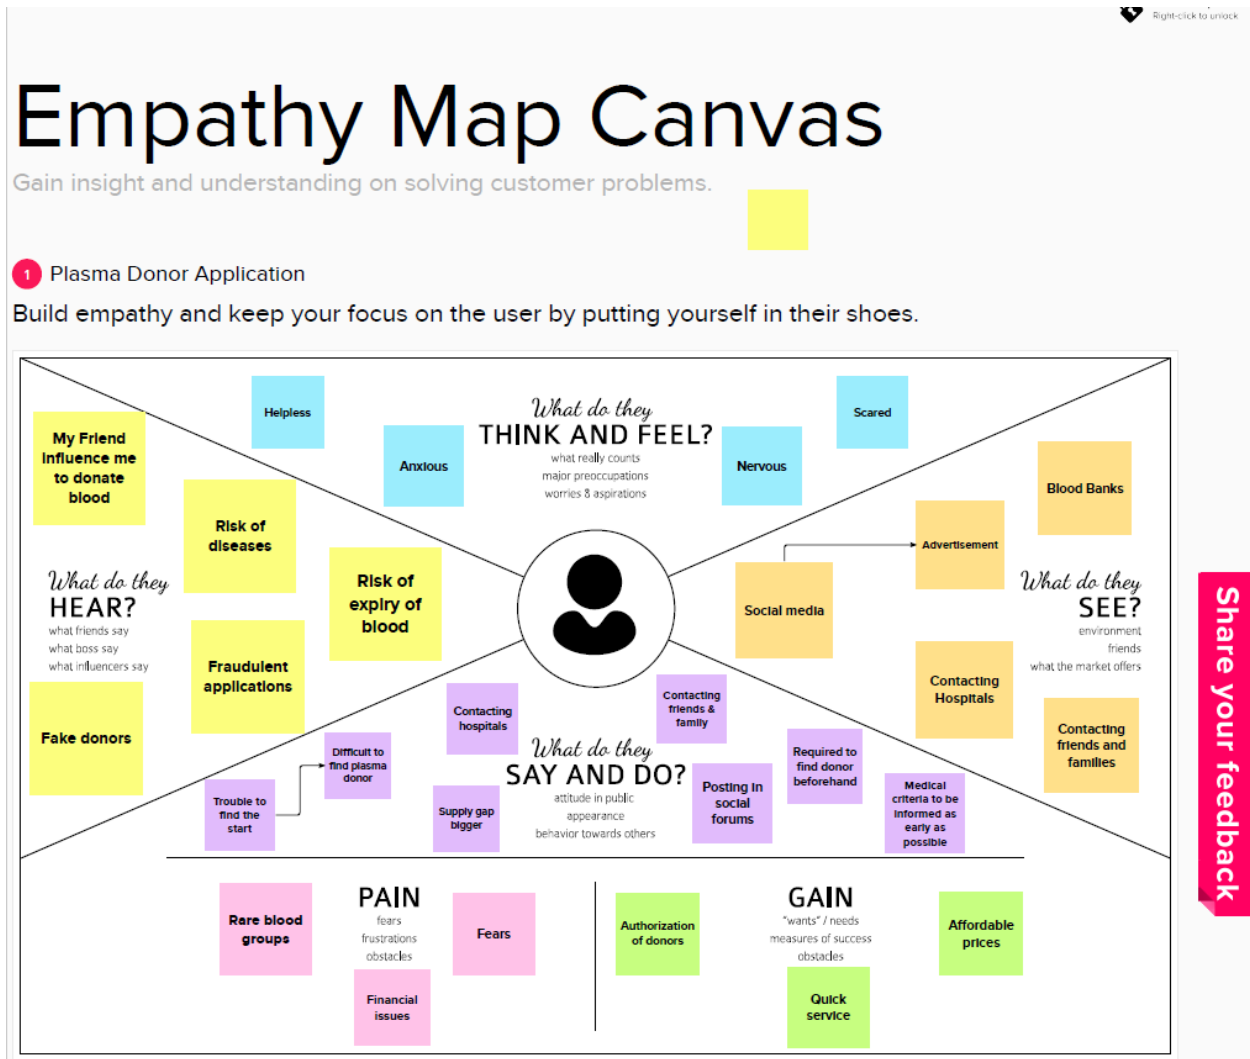 Right-click to unlock
Empathy Map Canvas
Gain insight and understanding on solving customer problems.
1 Plasma Donor Application
Build empathy and keep your focus on the user by putting yourself in their shoes.
Helpless
Anxious
What do they
THINK AND FEEL?
what really counts
major preoccupations
worries & aspirations
Nervous
Scared
My Friend
influence me
to donate
blood
Risk of
diseases
Risk of
expiry of
blood
What do they
HEAR?
what friends say
what boss say
what influencers say
Fraudulent
applications
Fake donors
Blood Banks
Advertisement
Social media
What do they
SEE?
environment
friends
what the market offers
Contacting
Hospitals
Contacting
friends and
families
Contacting
hospitals
Contacting
friends &
family
What do they
SAY AND DO?
attitude in public
appearance
behavior towards others
Difficult to
find plasma
donor
Trouble to
find the
start
Supply gap
bigger
Posting in
social
forums
Required to
find donor
beforehand
Medical
criteria to be
informed as
early as
possible
PAIN
fears
frustrations
obstacles
Rare blood
groups
Fears
Financial
issues
GAIN
"wants" / needs
measures of success
obstacles
Authorization
of donors
Affordable
prices
Quick
service
Share your feedback